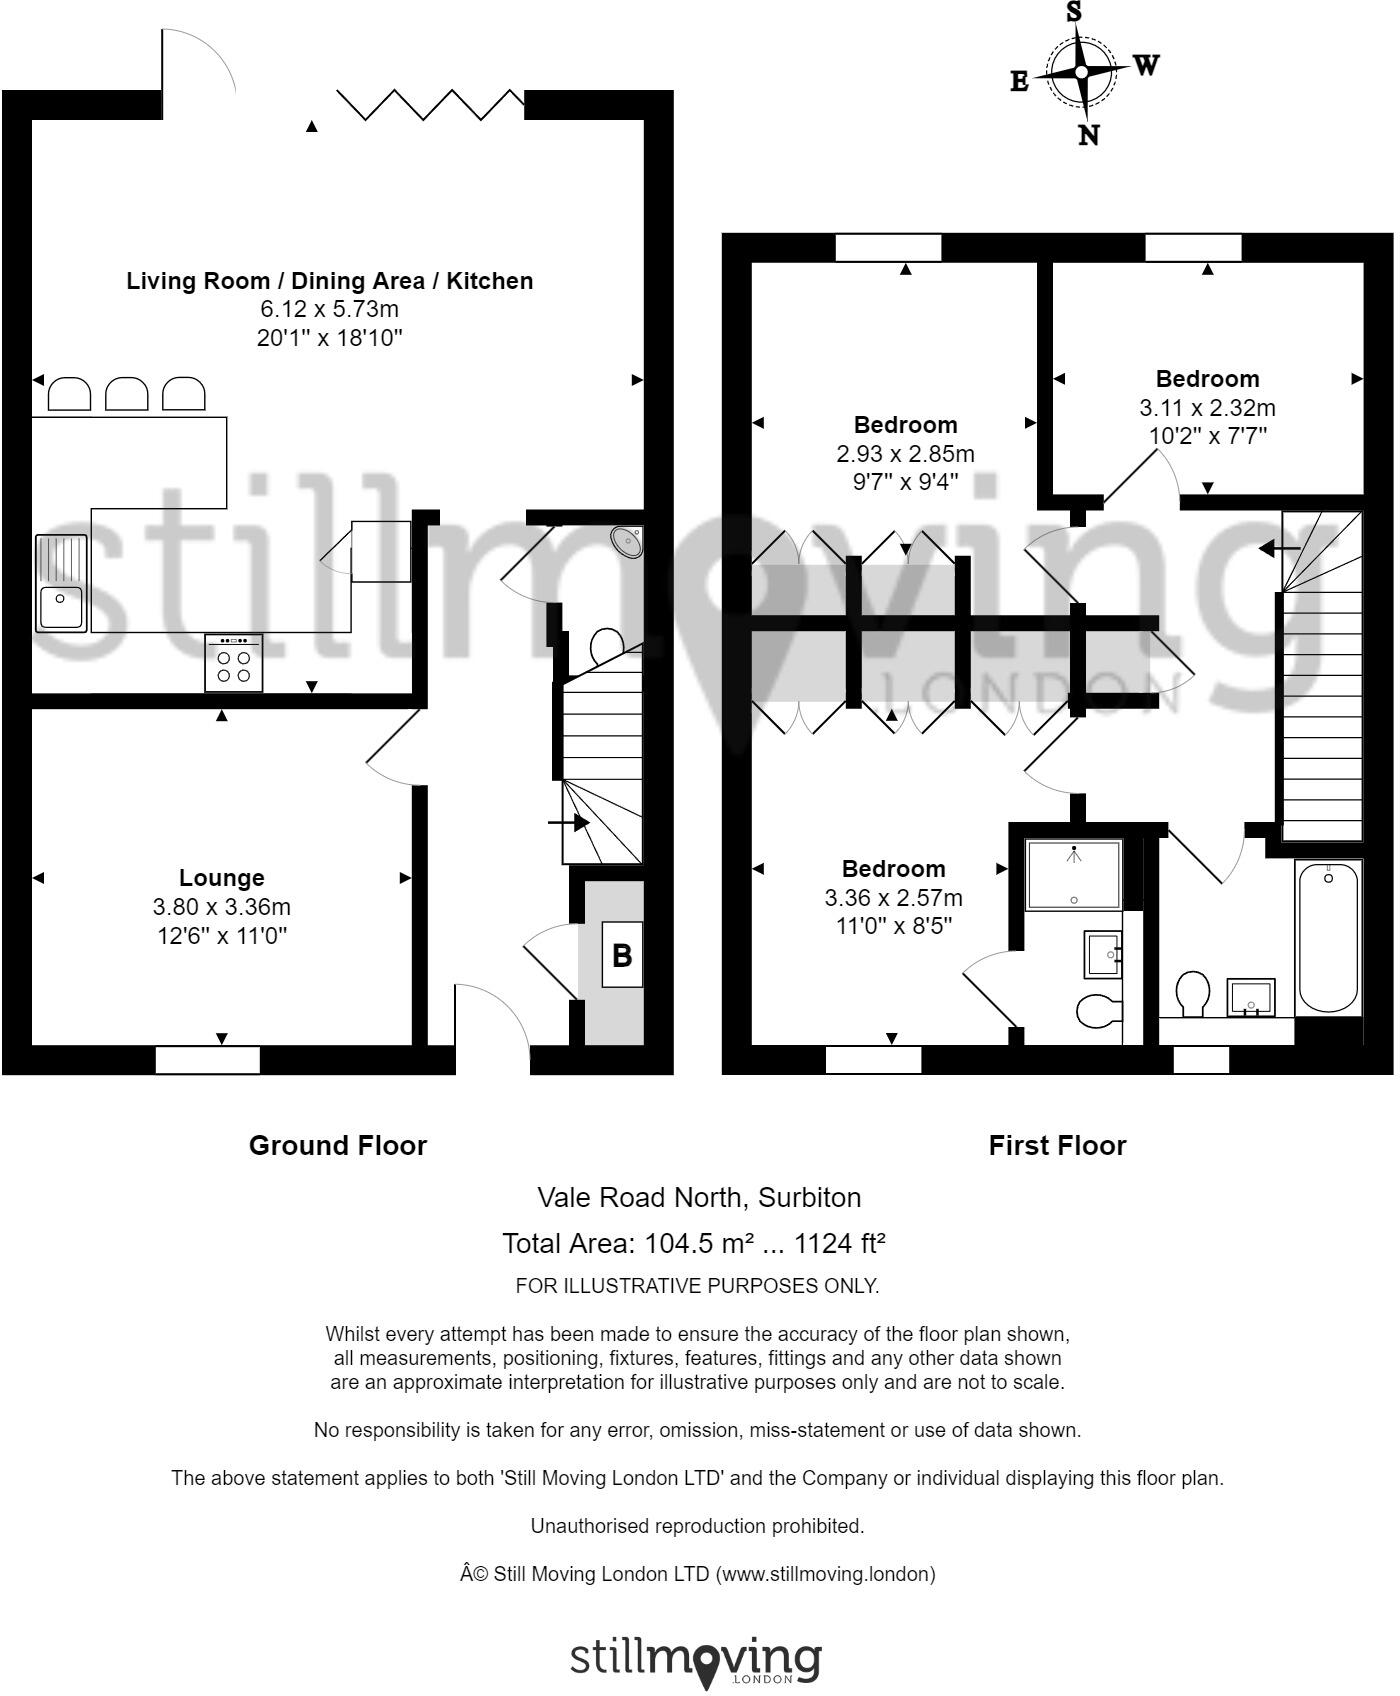 S
E
W
N
Living Room / Dining Area / Kitchen
6.12 x 5.73m
20'1" x 18'10"
Bedroom
2.93 x 2.85m
9'7" x 9'4"
Bedroom
3.11 x 2.32m
10'2" x 7'7"
stillmoving
.LONDON
Lounge
3.80 x 3.36m
12'6" x 11'0"
B
Bedroom
3.36 x 2.57m
11'0" x 8'5"
Ground Floor
First Floor
Vale Road North, Surbiton
Total Area: 104.5 m² ... 1124 ft²
FOR ILLUSTRATIVE PURPOSES ONLY.
Whilst every attempt has been made to ensure the accuracy of the floor plan shown,
all measurements, positioning, fixtures, features, fittings and any other data shown
are an approximate interpretation for illustrative purposes only and are not to scale.
No responsibility is taken for any error, omission, miss-statement or use of data shown.
The above statement applies to both 'Still Moving London LTD' and the Company or individual displaying this floor plan.
Unauthorised reproduction prohibited.
Â© Still Moving London LTD (www.stillmoving.london)
stillmoving
.LONDON